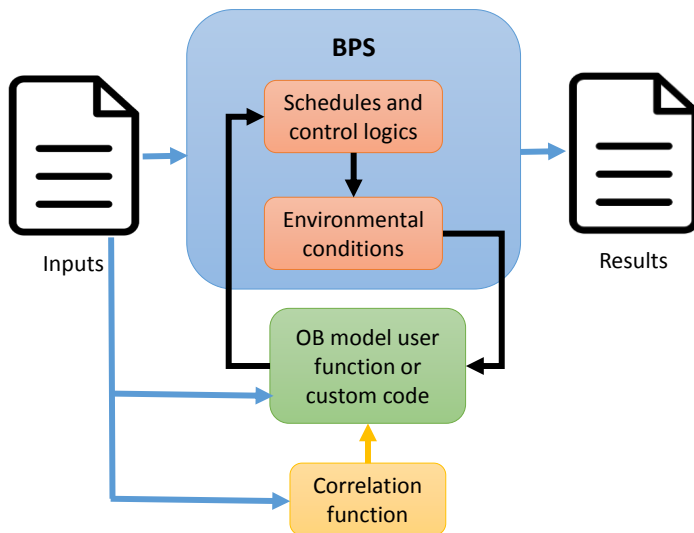 BPS
Schedules and
control logics
Environmental
conditions
Inputs
Results
OB model user
function or
custom code
Correlation
function